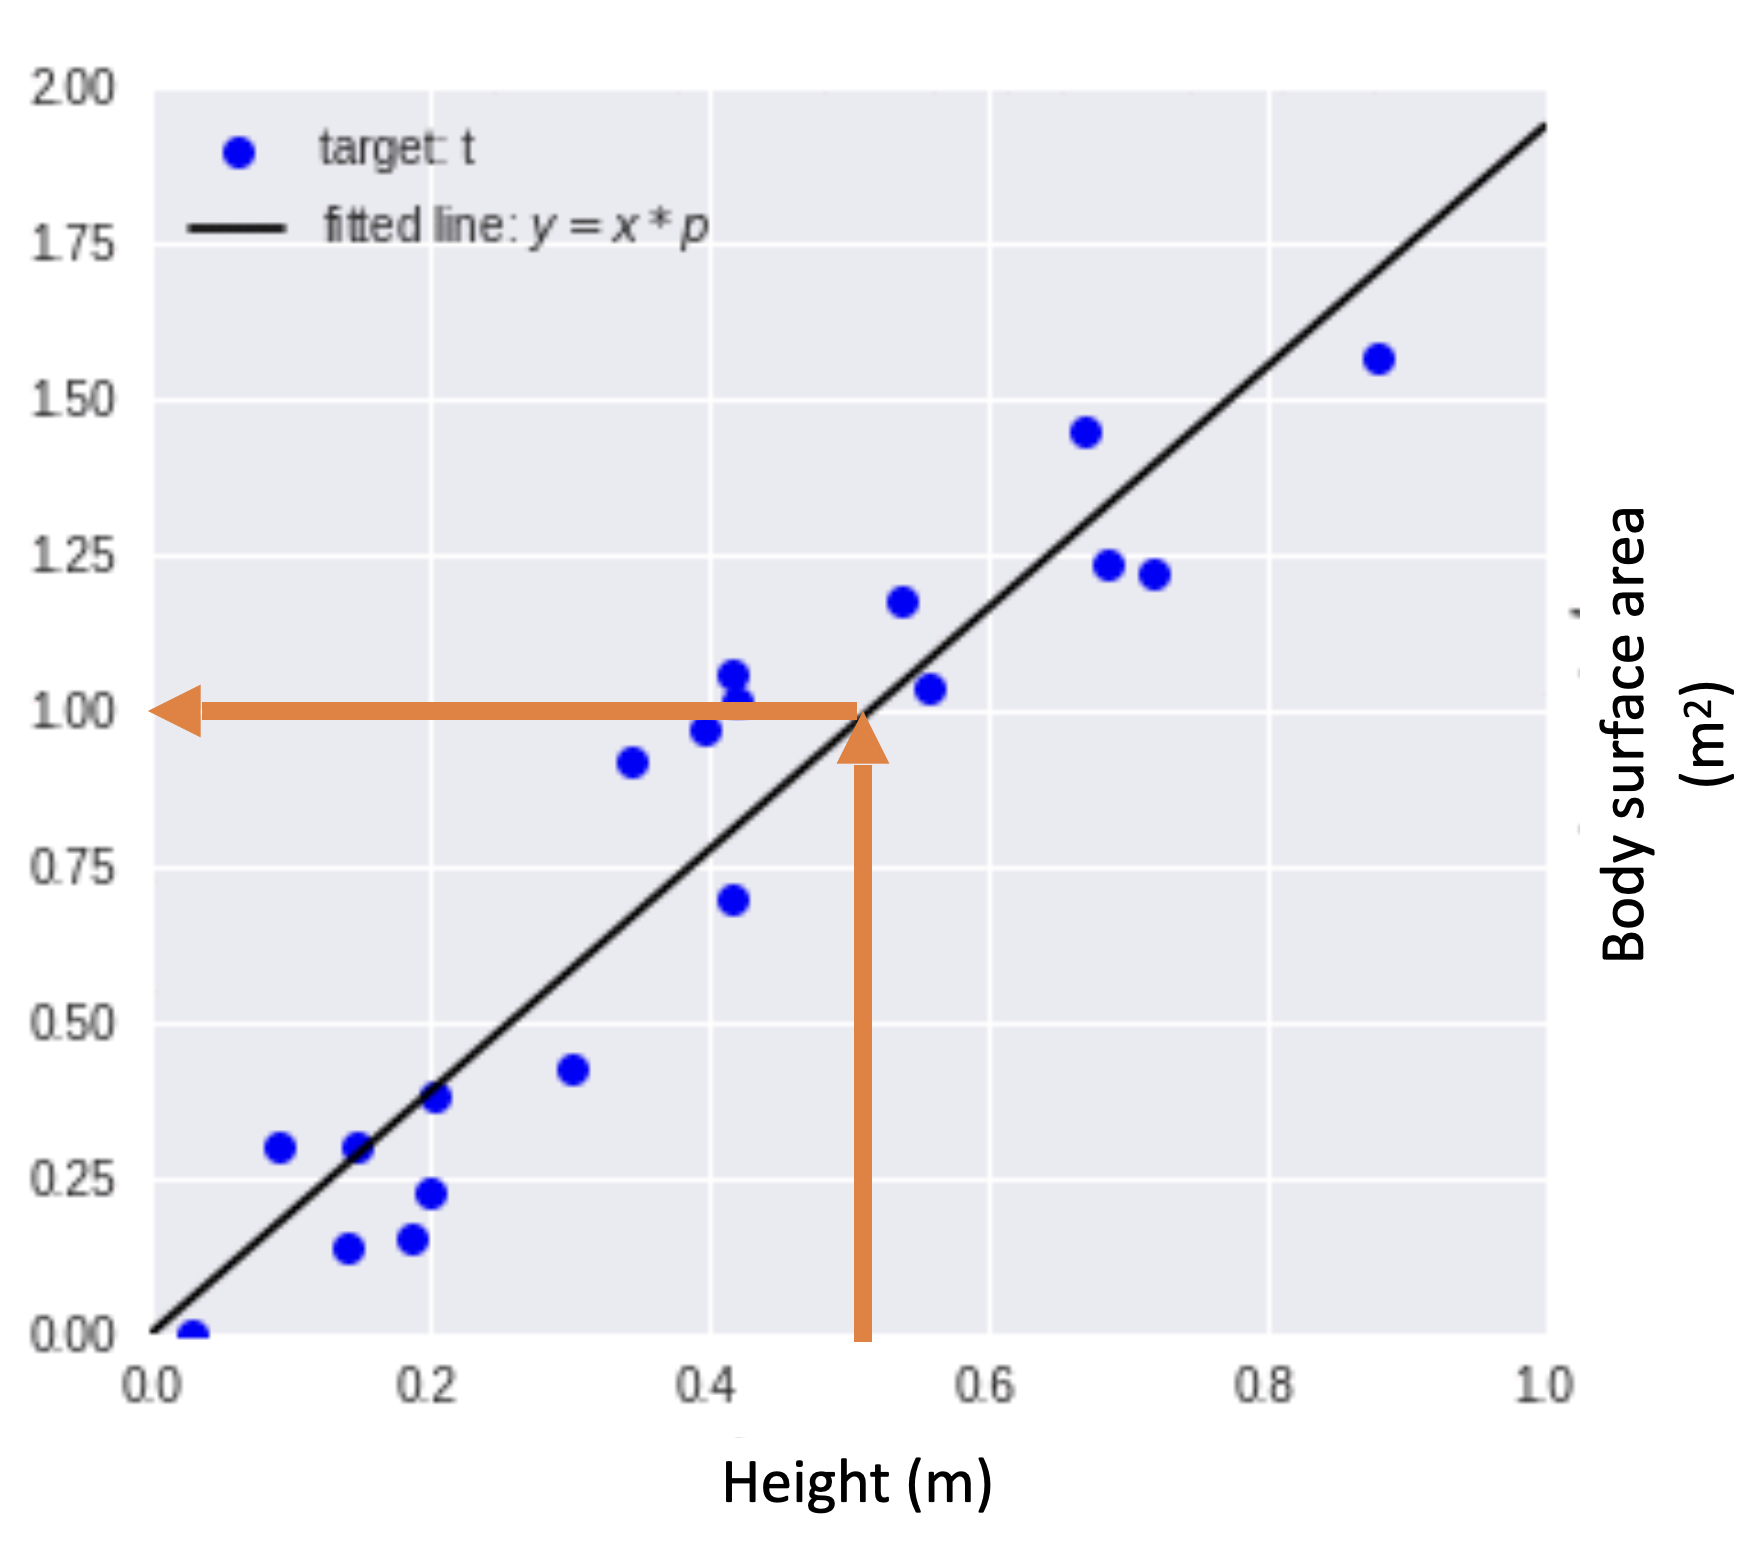 2.00
target: t
fitted line: y = x * p
1.75
1.50
1.25
1.00
0.75
0.50
0.25
0.00
0.0 0.2 0.4 0.6 0.8 1.0
Height (m)
Body surface area
(m²)